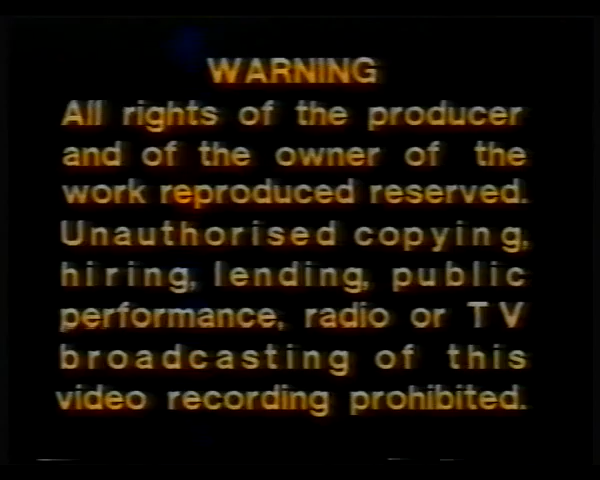 WARNING
All rights of the producer
and of the owner of the
work reproduced reserved.
Unauthorised copying,
hiring, lending, public
performance, radio or TV
broadcasting of this
video recording prohibited.